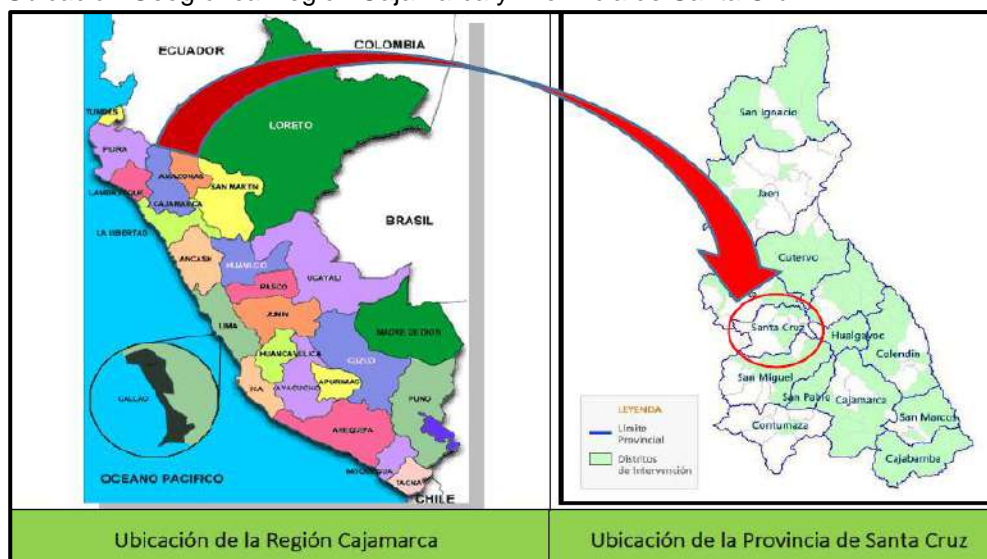 ECUADOR
COLOMBIA
TUMBES
PIURA
LORETO
AMAZONAS
LAMBAYEQUE
SAN MARTIN
CAJAMARCA
LA LIBERTAD
BRASIL
ANCASH
HUANUCO
UCAYALI
PASCO
JUNIN
LIMA
MADRE DE DIOS
HUANCAVELICA
CUZCO
CALLAO
ICA
AYACUCHO
APURIMAC
PUNO
AREQUIPA
MOQUEGUA
OCEANO PACIFICO
TACNA
CHILE
Ubicación de la Región Cajamarca
San Ignacio
Jaen
Cutervo
Santa Cruz
Hualgayoc
Celendín
San Miguel
San Pablo
Cajamarca
San Marcos
Contumaza
Cajabamba
LEYENDA
Límite
Provincial
Distritos
de Intervención
Ubicación de la Provincia de Santa Cruz